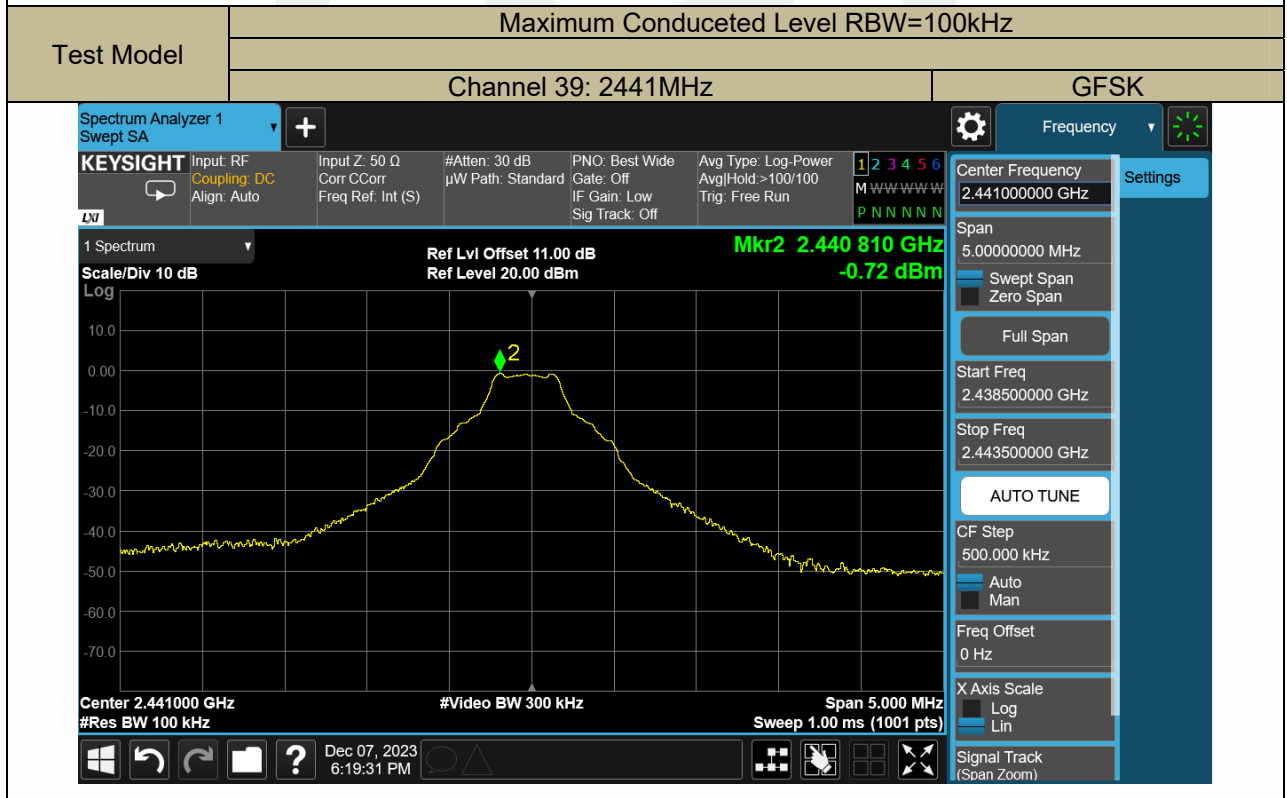 Test Model
Maximum Conduceted Level RBW=100kHz
Channel 39: 2441MHz
GFSK
Spectrum Analyzer 1
Swept SA
Frequency
KEYSIGHT
LXI
Input: RF
Coupling: DC
Align: Auto
Input Z: 50 Ω
Corr CCorr
Freq Ref: Int (S)
#Atten: 30 dB
µW Path: Standard
PNO: Best Wide
Gate: Off
IF Gain: Low
Sig Track: Off
Avg Type: Log-Power
Avg|Hold:>100/100
Trig: Free Run
1 2 3 4 5 6
M W W W W W
P N N N N N
1 Spectrum
Scale/Div 10 dB
Log
Ref Lvl Offset 11.00 dB
Ref Level 20.00 dBm
Mkr2 2.440 810 GHz
-0.72 dBm
2
10.0
0.00
-10.0
-20.0
-30.0
-40.0
-50.0
-60.0
-70.0
Center 2.441000 GHz
#Res BW 100 kHz
#Video BW 300 kHz
Span 5.000 MHz
Sweep 1.00 ms (1001 pts)
Dec 07, 2023
6:19:31 PM
Center Frequency
2.441000000 GHz
Settings
Span
5.00000000 MHz
Swept Span
Zero Span
Full Span
Start Freq
2.438500000 GHz
Stop Freq
2.443500000 GHz
AUTO TUNE
CF Step
500.000 kHz
Auto
Man
Freq Offset
0 Hz
X Axis Scale
Log
Lin
Signal Track
(Span Zoom)